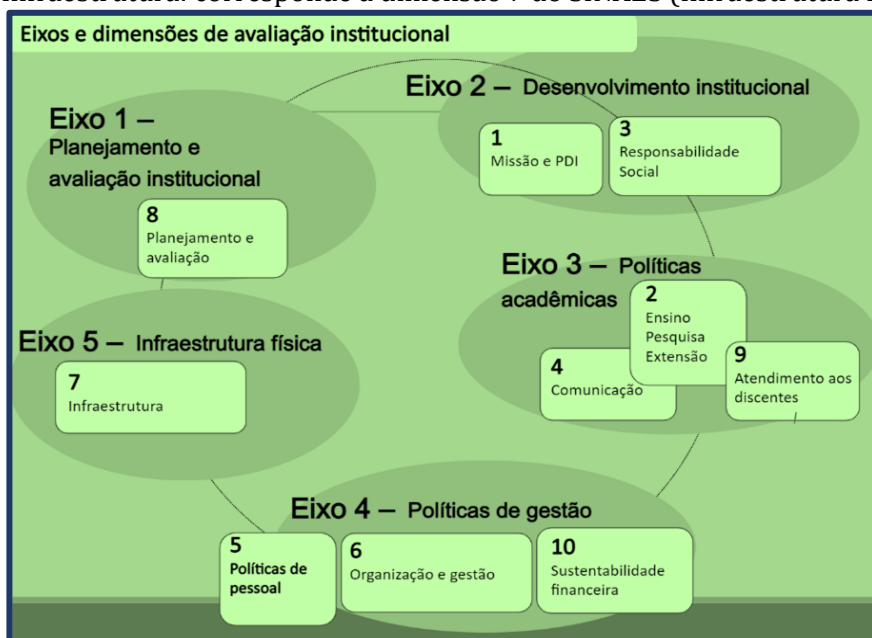 Eixos e dimensões de avaliação institucional
Eixo 1 –
Planejamento e
avaliação institucional
8
Planejamento e
avaliação
Eixo 2 – Desenvolvimento institucional
1
Missão e PDI
3
Responsabilidade
Social
Eixo 3 – Políticas
acadêmicas
2
Ensino
Pesquisa
Extensão
4
Comunicação
9
Atendimento aos
discentes
Eixo 5 – Infraestrutura física
7
Infraestrutura
Eixo 4 – Políticas de gestão
5
Políticas de
pessoal
6
Organização e gestão
10
Sustentabilidade
financeira